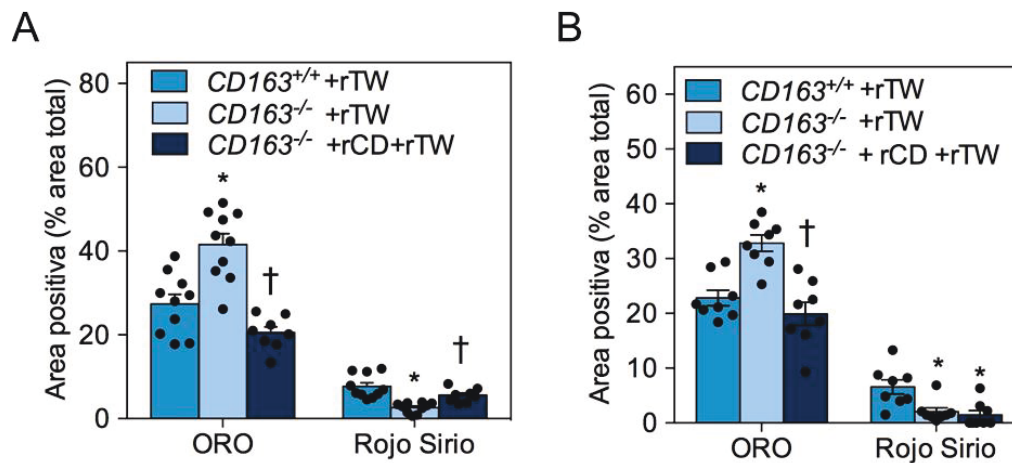 A
Area positiva (% area total)
80
60
40
20
0
CD163+/+ +rTW
CD163-/- +rTW
CD163-/- +rCD+rTW
*
†
*
†
ORO
Rojo Sirio
B
Area positiva (% area total)
60
50
40
30
20
10
0
CD163+/+ +rTW
CD163-/- +rTW
CD163-/- + rCD +rTW
*
†
*
*
ORO
Rojo Sirio